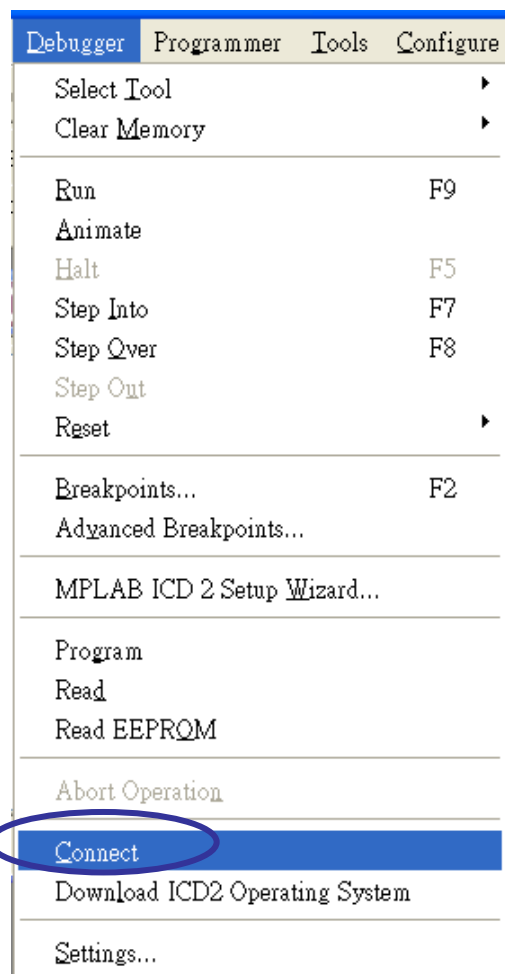 Debugger Programmer Tools Configure
Select Tool
Clear Memory
Run F9
Animate
Halt F5
Step Into F7
Step Over F8
Step Out
Reset
Breakpoints... F2
Advanced Breakpoints...
MPLAB ICD 2 Setup Wizard...
Program
Read
Read EEPROM
Abort Operation
Connect
Download ICD2 Operating System
Settings...